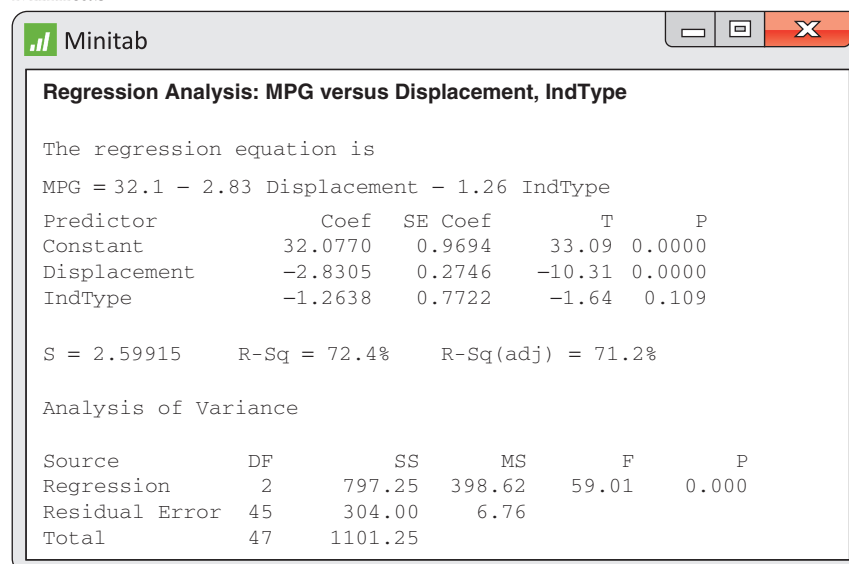 Minitab
Regression Analysis: MPG versus Displacement, IndType
The regression equation is
MPG = 32.1 − 2.83 Displacement − 1.26 IndType
Predictor Coef SE Coef T P
Constant 32.0770 0.9694 33.09 0.0000
Displacement −2.8305 0.2746 −10.31 0.0000
IndType −1.2638 0.7722 −1.64 0.109
S = 2.59915 R-Sq = 72.4% R-Sq(adj) = 71.2%
Analysis of Variance
Source DF SS MS F P
Regression 2 797.25 398.62 59.01 0.000
Residual Error 45 304.00 6.76
Total 47 1101.25